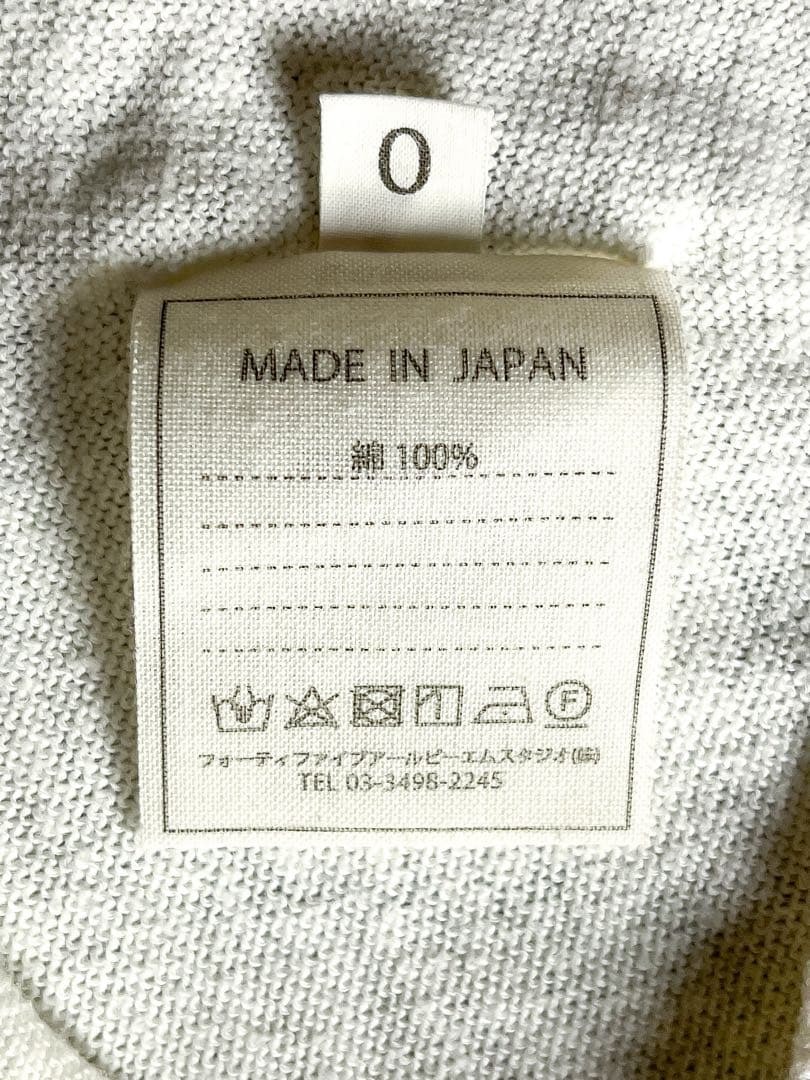 0
MADE IN JAPAN
綿 100%
F
フォーティファイブアールピーエムスタジオ(株)
TEL 03-3498-2245